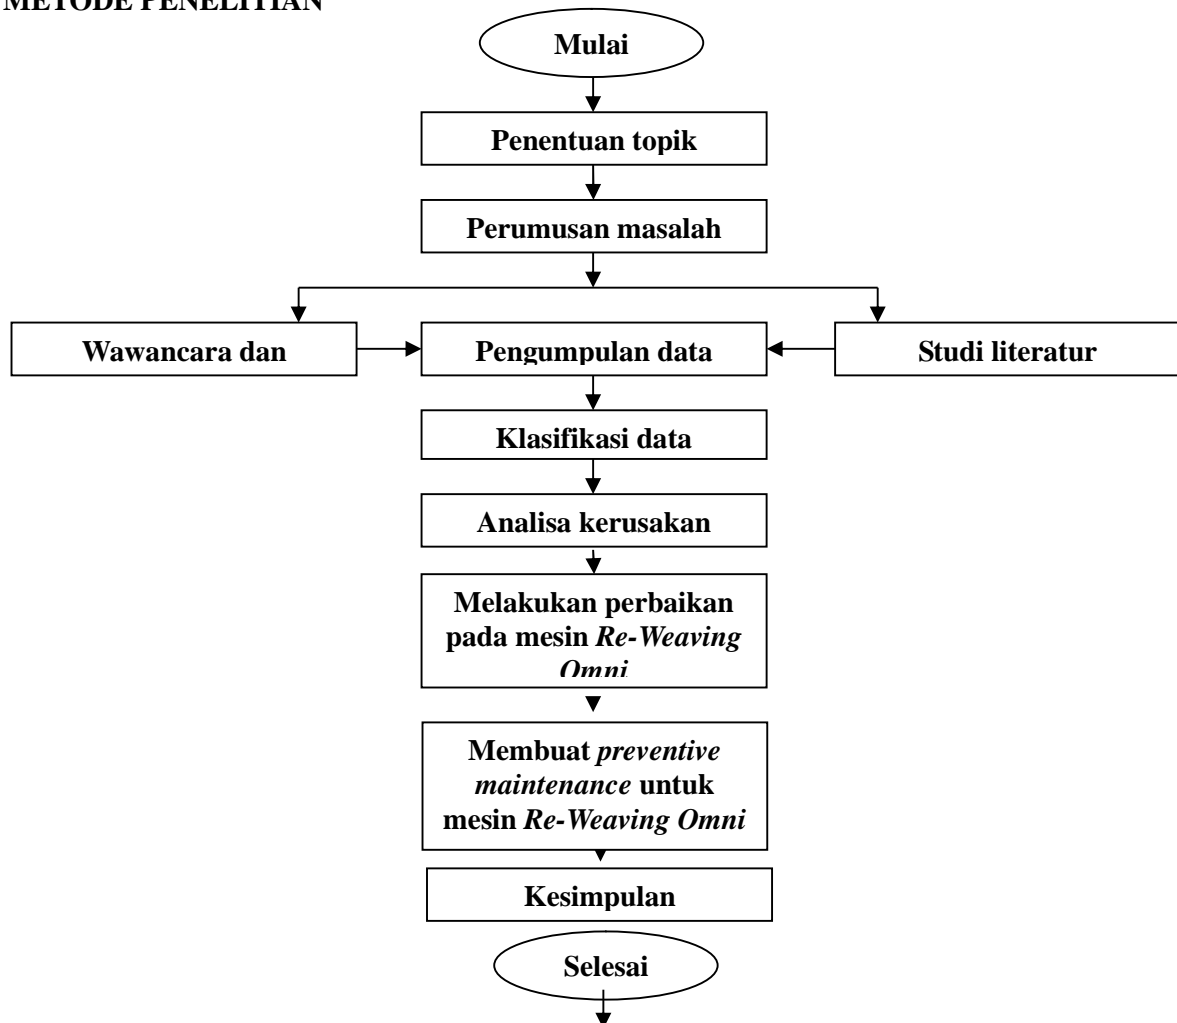 METODE PENELITIAN
Mulai
Penentuan topik
Perumusan masalah
Wawancara dan
Pengumpulan data
Studi literatur
Klasifikasi data
Analisa kerusakan
Melakukan perbaikan
pada mesin Re-Weaving
Omni
Membuat preventive
maintenance untuk
mesin Re-Weaving Omni
Kesimpulan
Selesai